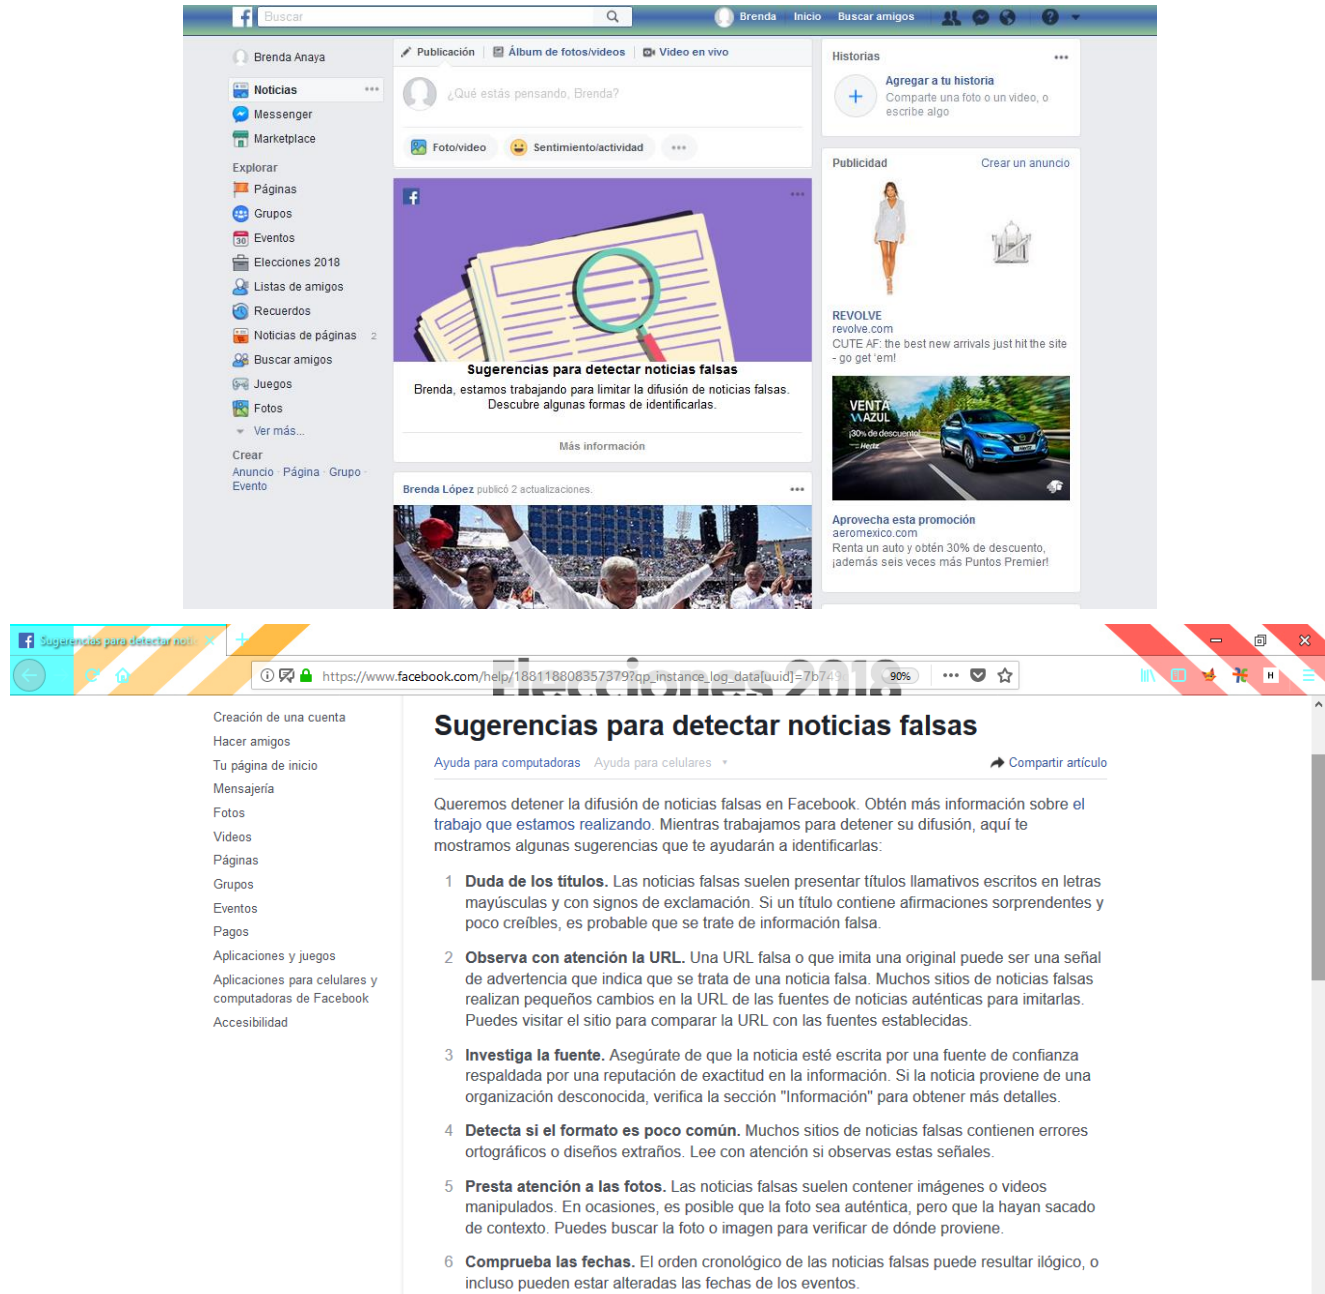 Buscar
Brenda Inicio Buscar amigos
Brenda Anaya
Noticias
Messenger
Marketplace
Explorar
Páginas
Grupos
Eventos
Elecciones 2018
Listas de amigos
Recuerdos
Noticias de páginas 2
Buscar amigos
Juegos
Fotos
Ver más...
Crear
Anuncio · Página · Grupo ·
Evento
Publicación Álbum de fotos/videos Video en vivo
¿Qué estás pensando, Brenda?
Foto/video Sentimiento/actividad
Sugerencias para detectar noticias falsas
Brenda, estamos trabajando para limitar la difusión de noticias falsas.
Descubre algunas formas de identificarlas.
Más información
Brenda López publicó 2 actualizaciones.
Historias
Agregar a tu historia
Comparte una foto o un video, o
escribe algo
Publicidad Crear un anuncio
REVOLVE
revolve.com
CUTE AF: the best new arrivals just hit the site
- go get 'em!
VENTA
AZUL
¡30% de descuento!
Hertz
Aprovecha esta promoción
aeromexico.com
Renta un auto y obtén 30% de descuento,
¡además seis veces más Puntos Premier!
Sugerencias para detectar noti
https://www.facebook.com/help/188118808357379?qp_instance_log_data[uuid]=7b749 90%
Elecciones 2018
Creación de una cuenta
Hacer amigos
Tu página de inicio
Mensajería
Fotos
Videos
Páginas
Grupos
Eventos
Pagos
Aplicaciones y juegos
Aplicaciones para celulares y
computadoras de Facebook
Accesibilidad
Sugerencias para detectar noticias falsas
Ayuda para computadoras Ayuda para celulares Compartir artículo
Queremos detener la difusión de noticias falsas en Facebook. Obtén más información sobre el
trabajo que estamos realizando. Mientras trabajamos para detener su difusión, aquí te
mostramos algunas sugerencias que te ayudarán a identificarlas:
1 Duda de los títulos. Las noticias falsas suelen presentar títulos llamativos escritos en letras
mayúsculas y con signos de exclamación. Si un título contiene afirmaciones sorprendentes y
poco creíbles, es probable que se trate de información falsa.
2 Observa con atención la URL. Una URL falsa o que imita una original puede ser una señal
de advertencia que indica que se trata de una noticia falsa. Muchos sitios de noticias falsas
realizan pequeños cambios en la URL de las fuentes de noticias auténticas para imitarlas.
Puedes visitar el sitio para comparar la URL con las fuentes establecidas.
3 Investiga la fuente. Asegúrate de que la noticia esté escrita por una fuente de confianza
respaldada por una reputación de exactitud en la información. Si la noticia proviene de una
organización desconocida, verifica la sección "Información" para obtener más detalles.
4 Detecta si el formato es poco común. Muchos sitios de noticias falsas contienen errores
ortográficos o diseños extraños. Lee con atención si observas estas señales.
5 Presta atención a las fotos. Las noticias falsas suelen contener imágenes o videos
manipulados. En ocasiones, es posible que la foto sea auténtica, pero que la hayan sacado
de contexto. Puedes buscar la foto o imagen para verificar de dónde proviene.
6 Comprueba las fechas. El orden cronológico de las noticias falsas puede resultar ilógico, o
incluso pueden estar alteradas las fechas de los eventos.